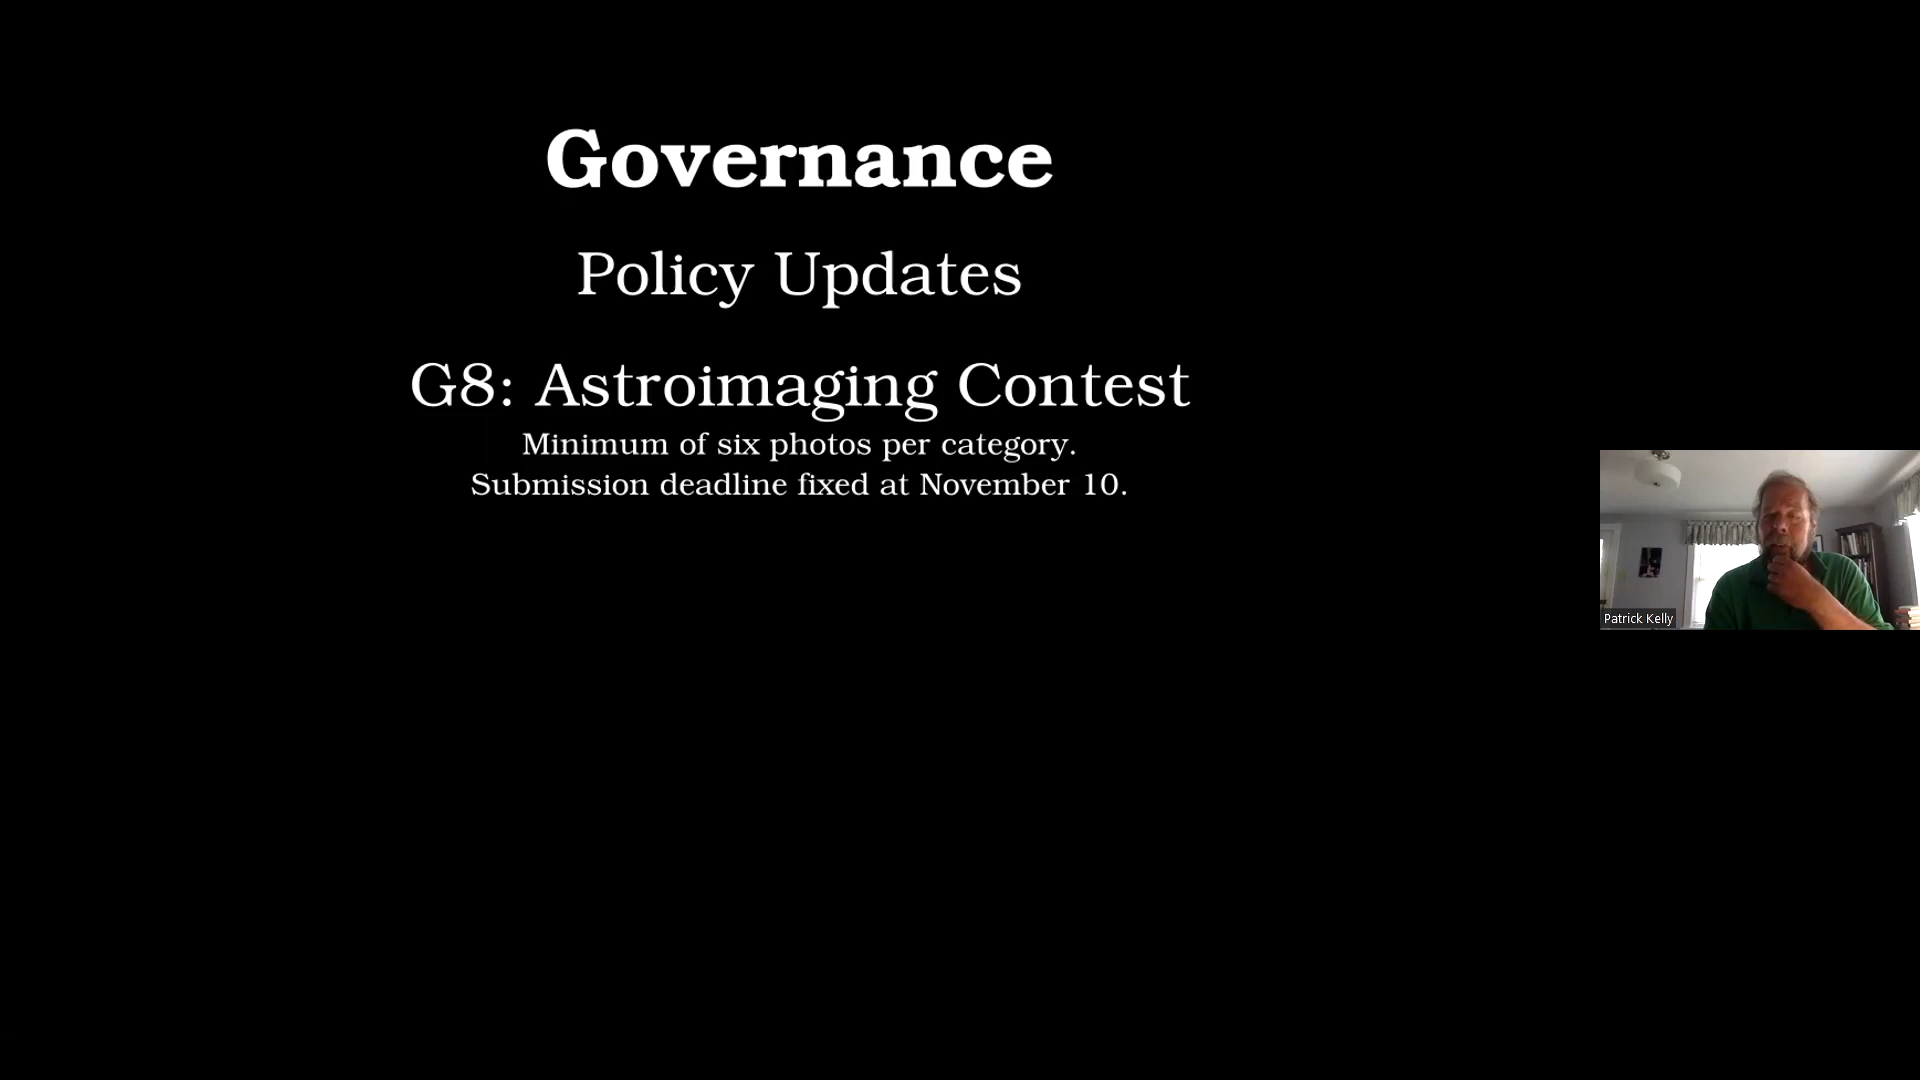 Governance
Policy Updates
G8: Astroimaging Contest
Minimum of six photos per category.
Submission deadline fixed at November 10.
Patrick Kelly